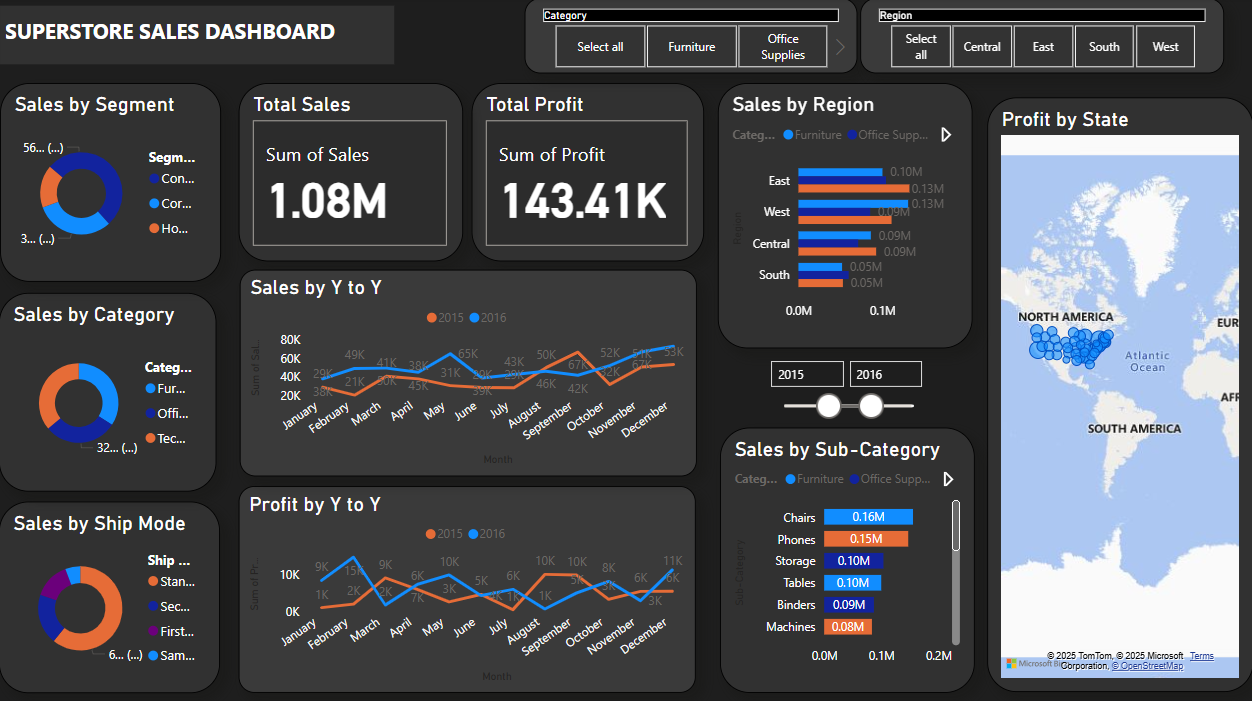 SUPERSTORE SALES DASHBOARD
Category
Select all
Furniture
Office
Supplies
Region
Select
all
Central
East
South
West
Sales by Segment
56... (...)
3... (...)
Segm...
Con...
Cor...
Ho...
Total Sales
Sum of Sales
1.08M
Total Profit
Sum of Profit
143.41K
Sales by Region
Categ...
Furniture
Office Supp...
East
West
Central
South
0.10M
0.13M
0.13M
0.09M
0.09M
0.09M
0.05M
0.05M
Region
0.0M
0.1M
Profit by State
NORTH AMERICA
EUR
Atlantic
Ocean
AFR
SOUTH AMERICA
© 2025 TomTom, © 2025 Microsoft
Corporation, © OpenStreetMap
Terms
Microsoft Bi
Sales by Y to Y
2015
2016
Sum of Sal...
80K
60K
40K
20K
29K
38K
49K
21K
41K
30K
38K
45K
65K
31K
39K
43K
50K
46K
67K
42K
52K
67K
53K
January
February
March
April
May
June
July
August
September
October
November
December
Month
Sales by Category
Categ...
Fur...
Offi...
Tec...
32... (...)
2015
2016
Sales by Sub-Category
Categ...
Furniture
Office Supp...
Sub-Category
Chairs
0.16M
Phones
0.15M
Storage
0.10M
Tables
0.10M
Binders
0.09M
Machines
0.08M
0.0M
0.1M
0.2M
Profit by Y to Y
2015
2016
Sum of Pr...
10K
0K
9K
1K
15K
2K
9K
2K
6K
7K
10K
3K
5K
6K
1K
10K
1K
10K
5K
8K
3K
6K
3K
11K
6K
January
February
March
April
May
June
July
August
September
October
November
December
Month
Sales by Ship Mode
Ship ...
Stan...
Sec...
First...
Sam...
6... (...)